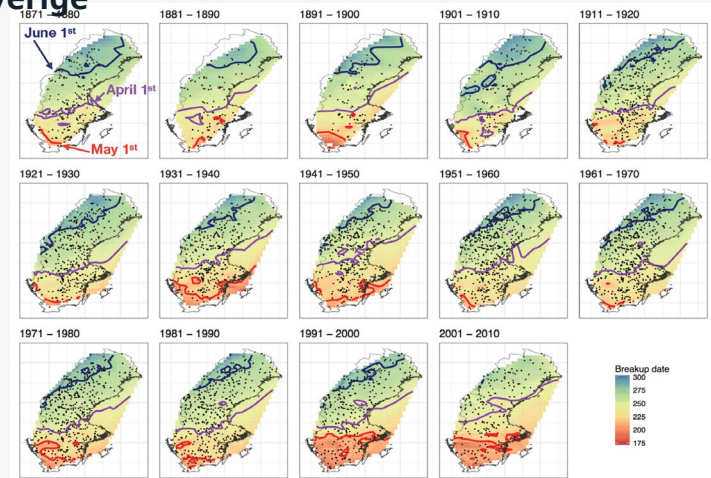 verige
1871 – 1880
1881 – 1890
1891 – 1900
1901 – 1910
1911 – 1920
June 1st
April 1st
May 1st
1921 – 1930
1931 – 1940
1941 – 1950
1951 – 1960
1961 – 1970
1971 – 1980
1981 – 1990
1991 – 2000
2001 – 2010
Breakup date
300
275
250
225
200
175